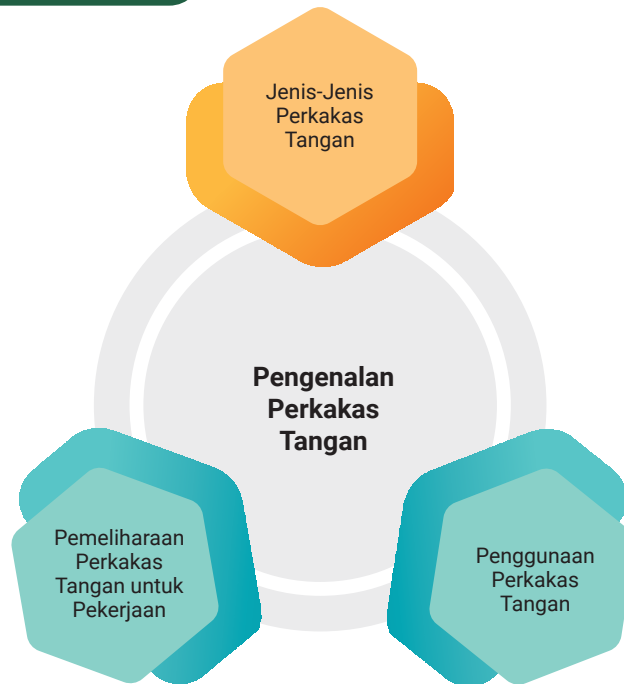 Jenis-Jenis
Perkakas
Tangan
Pengenalan
Perkakas
Tangan
Pemeliharaan
Perkakas
Tangan untuk
Pekerjaan
Penggunaan
Perkakas
Tangan